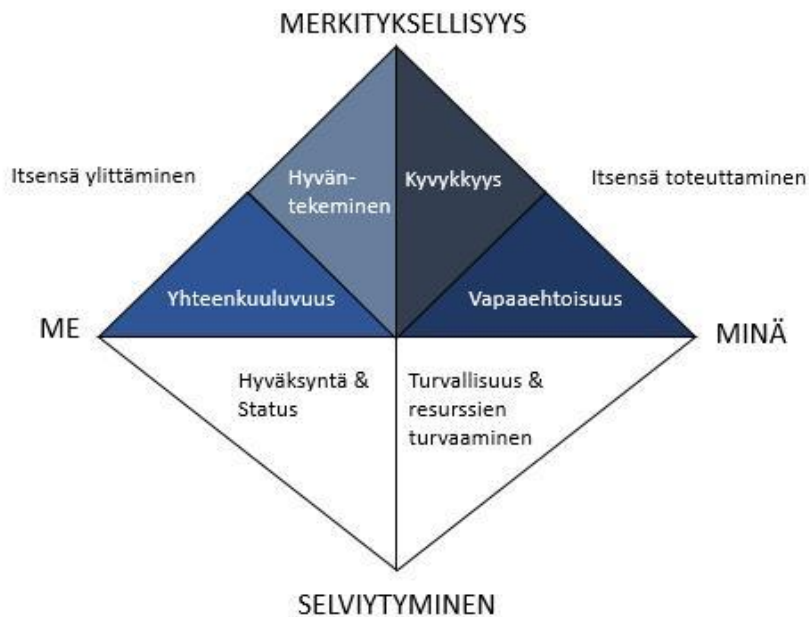 MERKITYKSELLISYYS
Itsensä ylittäminen
Hyvän-
tekeminen
Kyvykkyys
Itsensä toteuttaminen
Yhteenkuuluvuus
Vapaaehtoisuus
ME
MINÄ
Hyväksyntä &
Status
Turvallisuus &
resurssien
turvaaminen
SELVIYTYMINEN